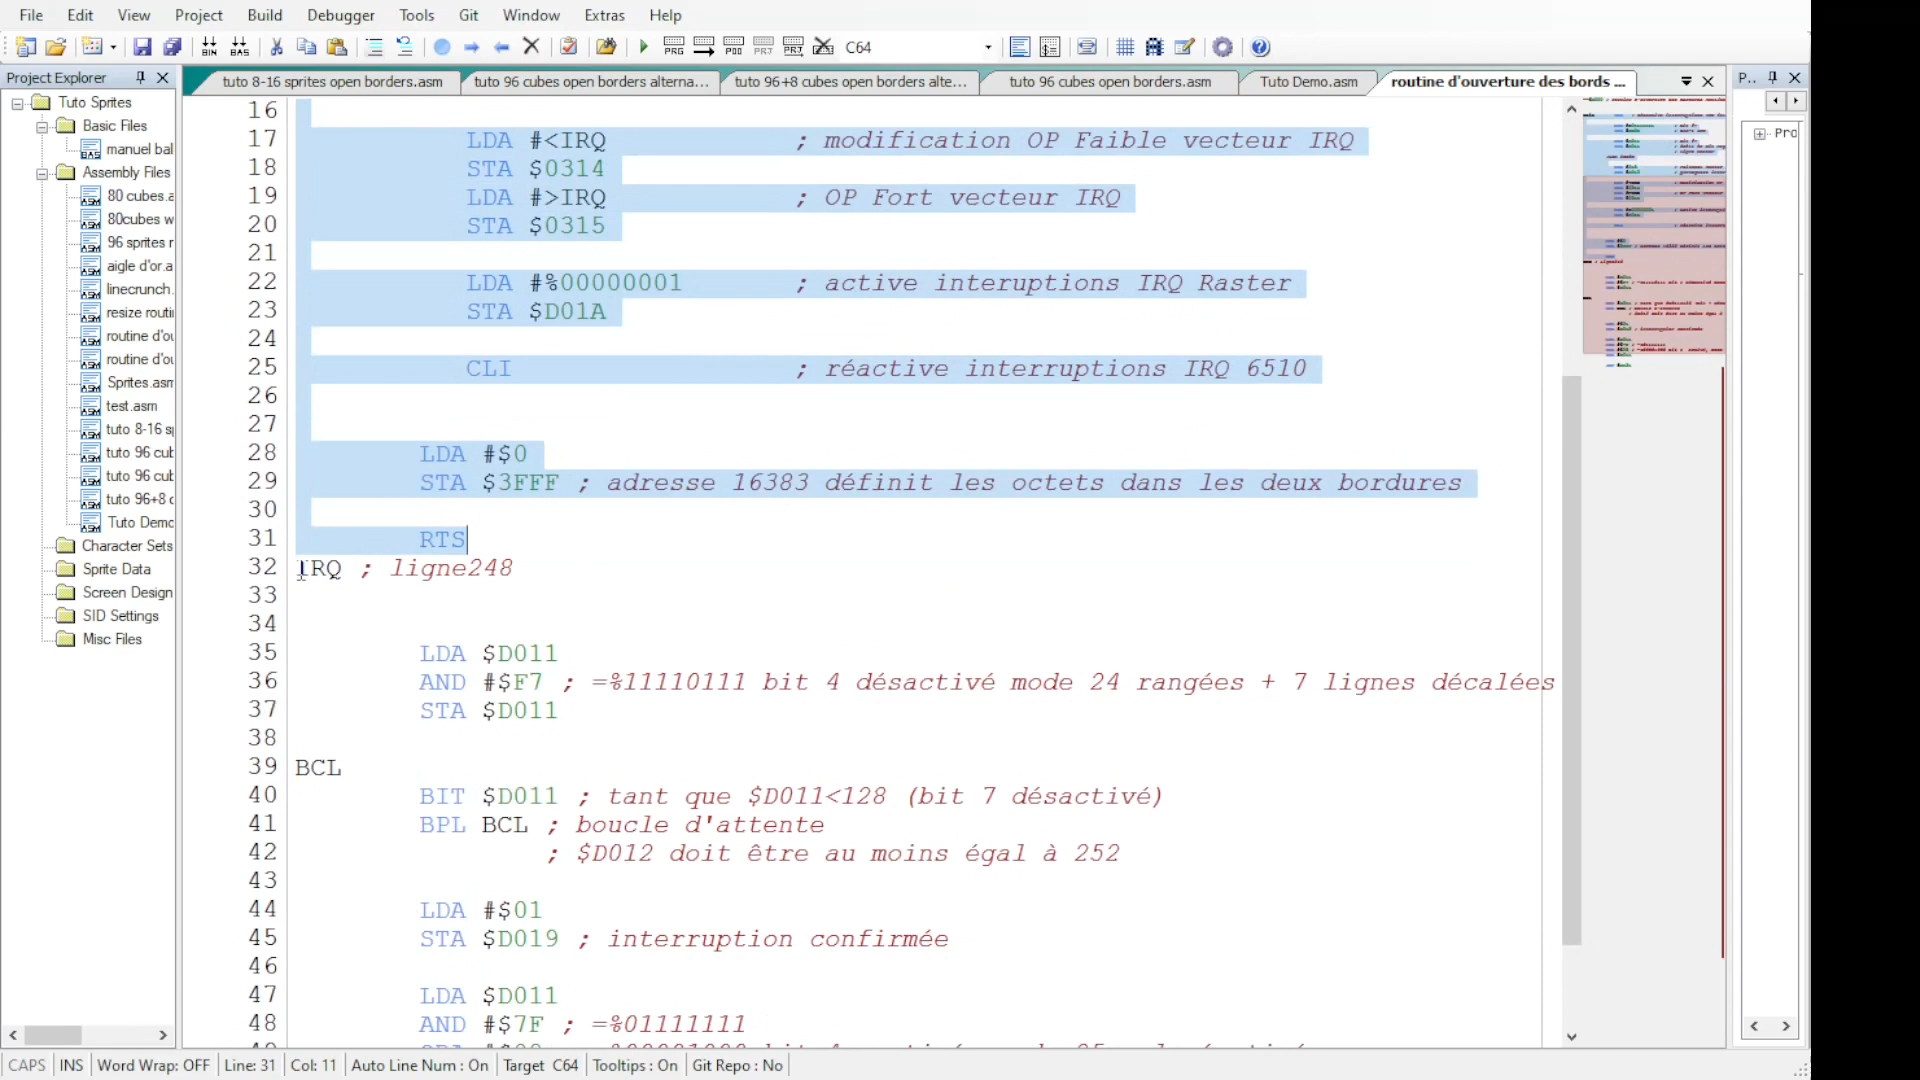 File Edit View Project Build Debugger Tools Git Window Extras Help
BIN BAS PRG POO PRJ PRJ C64
Project Explorer
tuto 8-16 sprites open borders.asm tuto 96 cubes open borders alterna... tuto 96+8 cubes open borders alte... tuto 96 cubes open borders.asm Tuto Demo.asm routine d'ouverture des bords ...
P..
Tuto Sprites
Basic Files
manuel bal
Assembly Files
80 cubes.a
80cubes w
96 sprites r
aigle d'or.a
linecrunch.
resize routi
routine d'ou
routine d'ou
Sprites.asm
test.asm
tuto 8-16 sp
tuto 96 cub
tuto 96 cub
tuto 96+8 c
Tuto Demo
Character Sets
Sprite Data
Screen Design
SID Settings
Misc Files
16
17 LDA #<IRQ ; modification OP Faible vecteur IRQ
18 STA $0314
19 LDA #>IRQ ; OP Fort vecteur IRQ
20 STA $0315
21
22 LDA #%00000001 ; active interuptions IRQ Raster
23 STA $D01A
24
25 CLI ; réactive interruptions IRQ 6510
26
27
28 LDA #$0
29 STA $3FFF ; adresse 16383 définit les octets dans les deux bordures
30
31 RTS
32 IRQ ; ligne248
33
34
35 LDA $D011
36 AND #$F7 ; =%11110111 bit 4 désactivé mode 24 rangées + 7 lignes décalées
37 STA $D011
38
39 BCL
40 BIT $D011 ; tant que $D011<128 (bit 7 désactivé)
41 BPL BCL ; boucle d'attente
42 ; $D012 doit être au moins égal à 252
43
44 LDA #$01
45 STA $D019 ; interruption confirmée
46
47 LDA $D011
48 AND #$7F ; =%01111111
Pro
CAPS INS Word Wrap: OFF Line: 31 Col: 11 Auto Line Num : On Target C64 Tooltips : On Git Repo : No